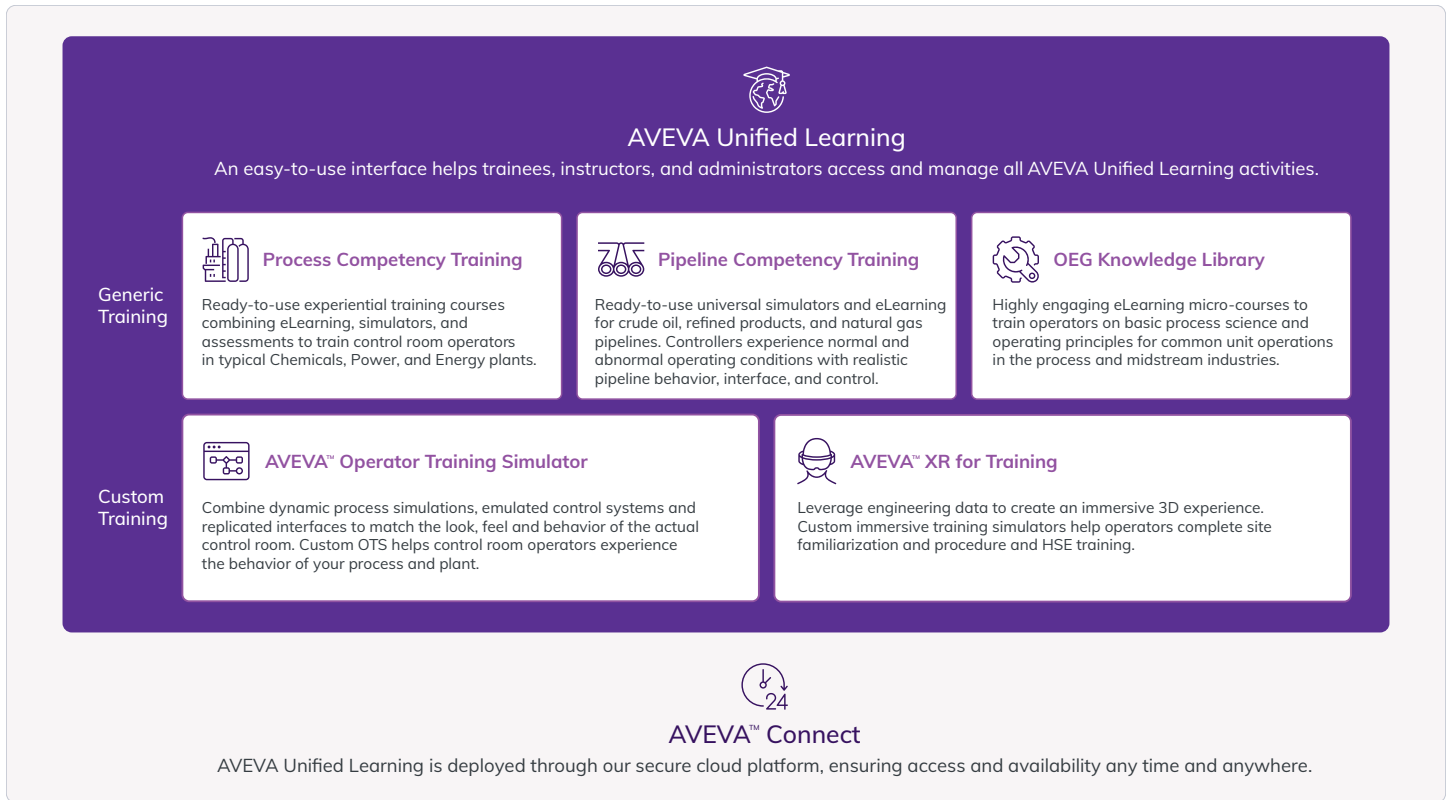 AVEVA Unified Learning
An easy-to-use interface helps trainees, instructors, and administrators access and manage all AVEVA Unified Learning activities.
Generic
Training
Process Competency Training
Ready-to-use experiential training courses
combining eLearning, simulators, and
assessments to train control room operators
in typical Chemicals, Power, and Energy plants.
Pipeline Competency Training
Ready-to-use universal simulators and eLearning
for crude oil, refined products, and natural gas
pipelines. Controllers experience normal and
abnormal operating conditions with realistic
pipeline behavior, interface, and control.
OEG Knowledge Library
Highly engaging eLearning micro-courses to
train operators on basic process science and
operating principles for common unit operations
in the process and midstream industries.
Custom
Training
AVEVA™ Operator Training Simulator
Combine dynamic process simulations, emulated control systems and
replicated interfaces to match the look, feel and behavior of the actual
control room. Custom OTS helps control room operators experience
the behavior of your process and plant.
AVEVA™ XR for Training
Leverage engineering data to create an immersive 3D experience.
Custom immersive training simulators help operators complete site
familiarization and procedure and HSE training.
24
AVEVA™ Connect
AVEVA Unified Learning is deployed through our secure cloud platform, ensuring access and availability any time and anywhere.